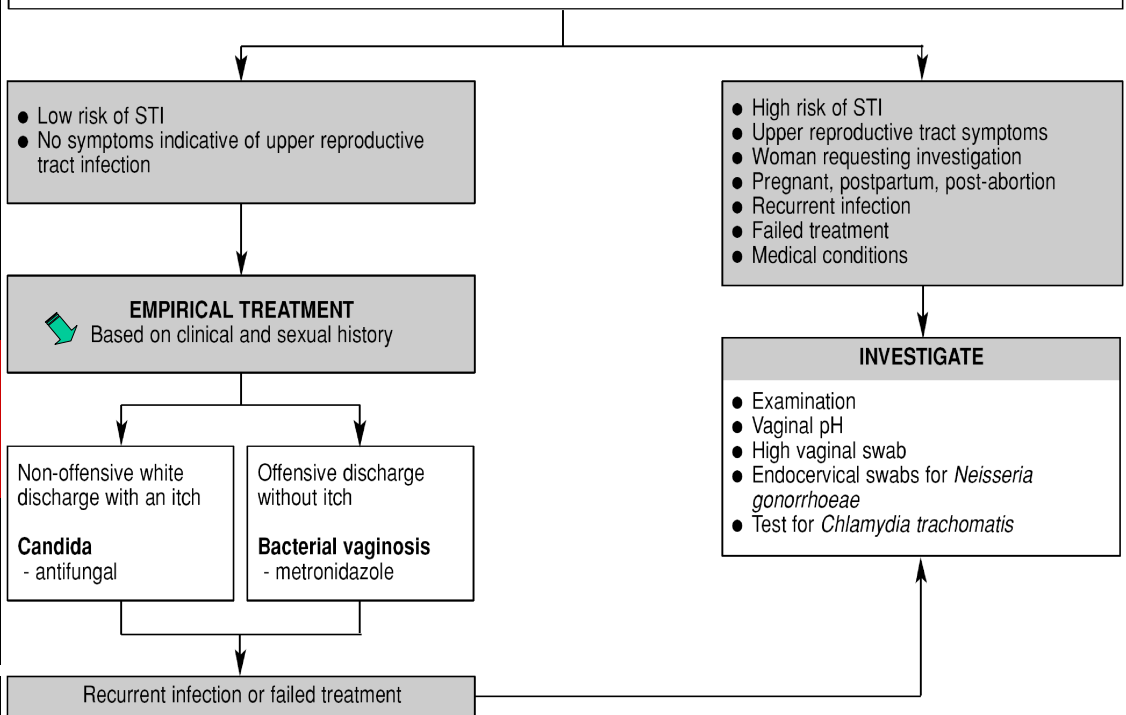 ● Low risk of STI
● No symptoms indicative of upper reproductive
tract infection
● High risk of STI
● Upper reproductive tract symptoms
● Woman requesting investigation
● Pregnant, postpartum, post-abortion
● Recurrent infection
● Failed treatment
● Medical conditions
EMPIRICAL TREATMENT
Based on clinical and sexual history
INVESTIGATE
● Examination
● Vaginal pH
● High vaginal swab
● Endocervical swabs for Neisseria
gonorrhoeae
● Test for Chlamydia trachomatis
Non-offensive white
discharge with an itch
Candida
- antifungal
Offensive discharge
without itch
Bacterial vaginosis
- metronidazole
Recurrent infection or failed treatment